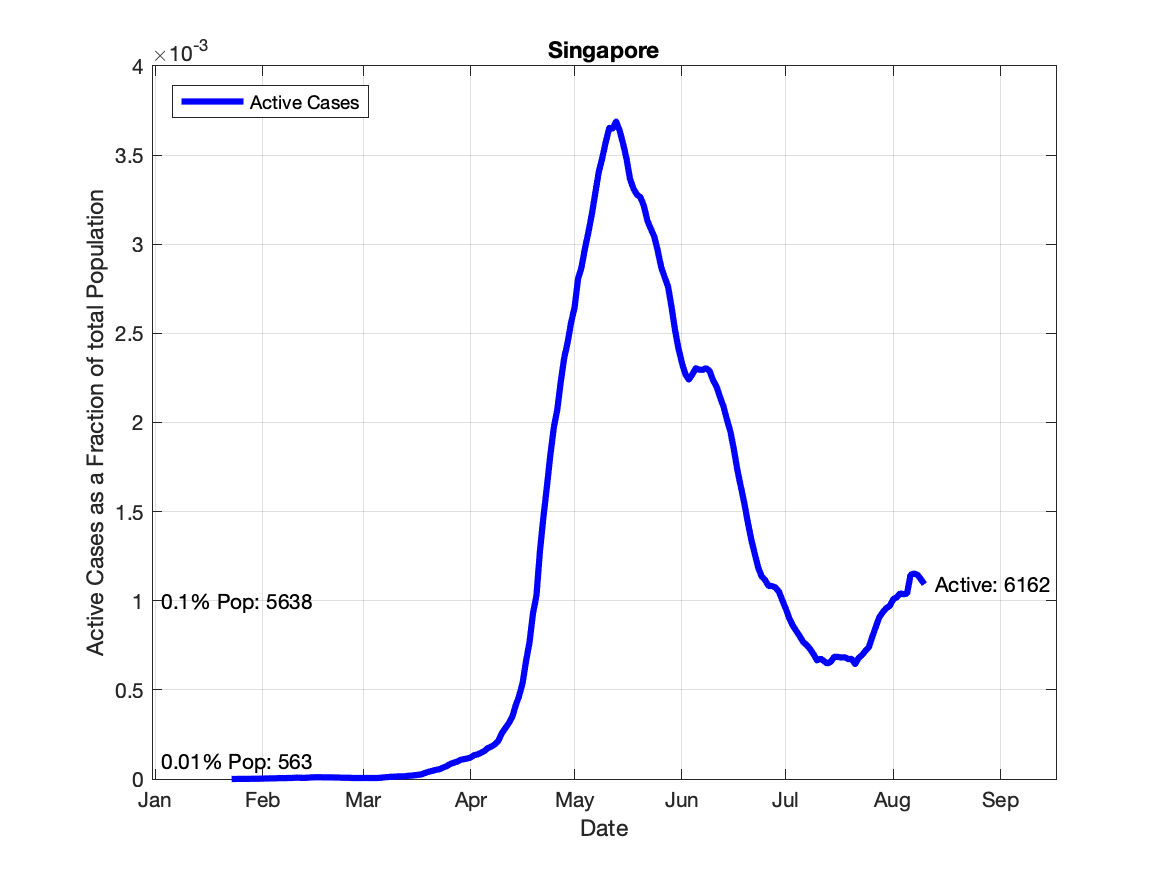 Singapore
×10-3
Active Cases
4
3.5
3
2.5
2
1.5
1
0.5
0
Active Cases as a Fraction of total Population
0.1% Pop: 5638
0.01% Pop: 563
Active: 6162
Jan Feb Mar Apr May Jun Jul Aug Sep
Date